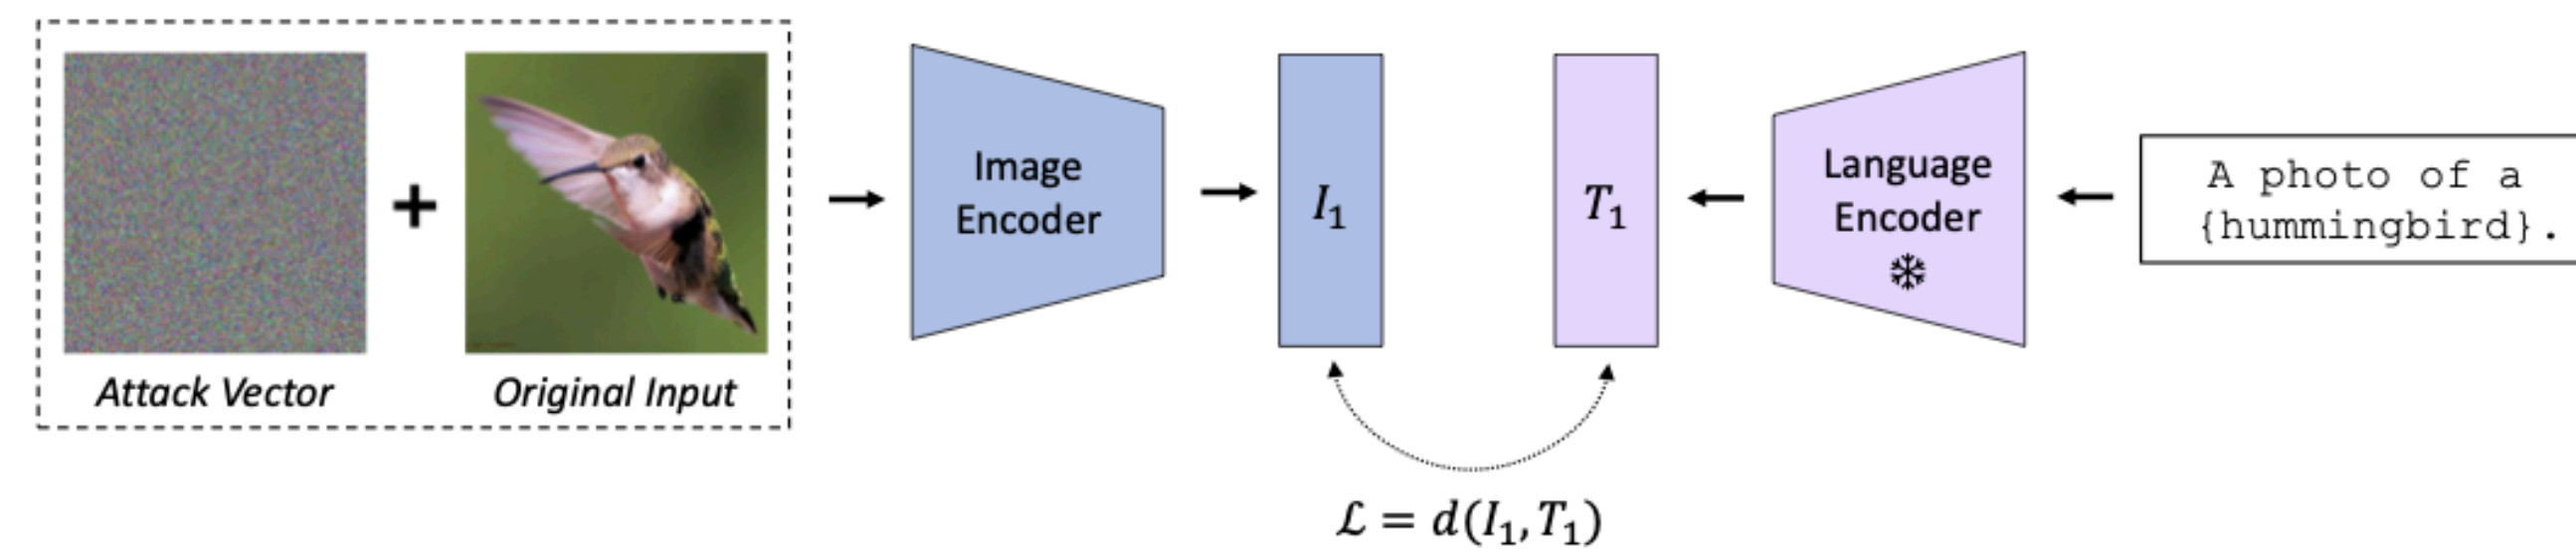 Attack Vector
+
Original Input
Image
Encoder
I₁
T₁
Language
Encoder
A photo of a
{hummingbird}.
ℒ = d(I₁, T₁)